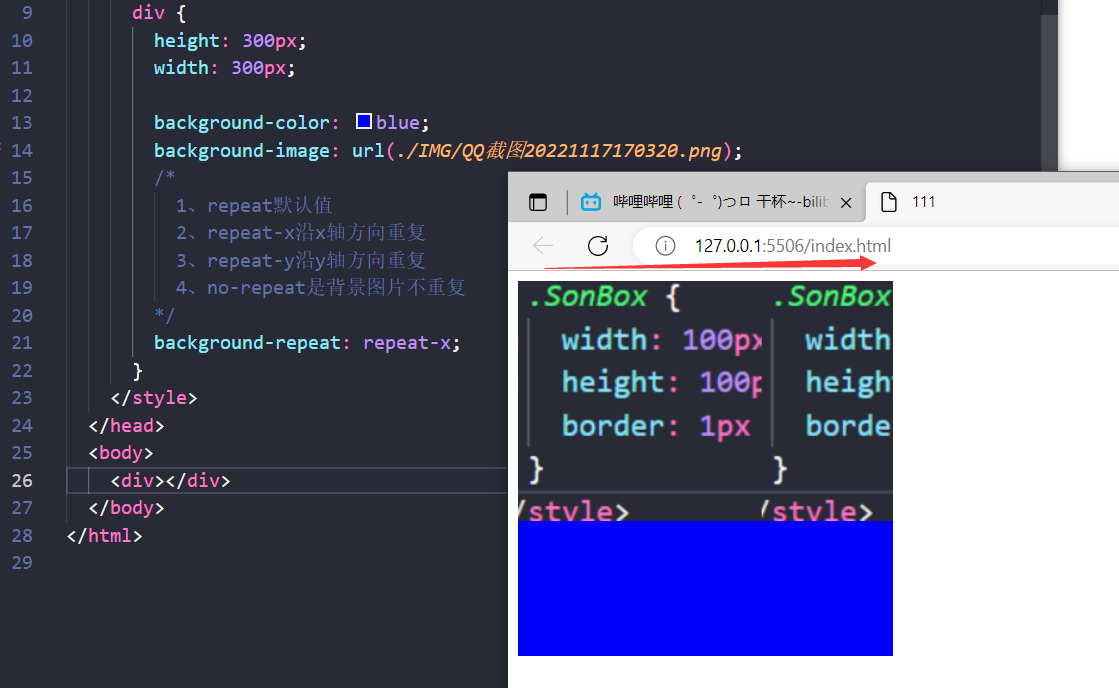 9 div {
10 height: 300px;
11 width: 300px;
12
13 background-color: blue;
14 background-image: url(./IMG/QQ截图20221117170320.png);
15 /*
16 1、repeat默认值
17 2、repeat-x沿x轴方向重复
18 3、repeat-y沿y轴方向重复
19 4、no-repeat是背景图片不重复
20 */
21 background-repeat: repeat-x;
22 }
23 </style>
24 </head>
25 <body>
26 <div></div>
27 </body>
28 </html>
29
哔哩哔哩 (゜-゜)つロ 干杯~-bilib
111
127.0.0.1:5506/index.html
.SonBox { .SonBox
width: 100px width
height: 100p heigh
border: 1px borde
} }
/style> /style>